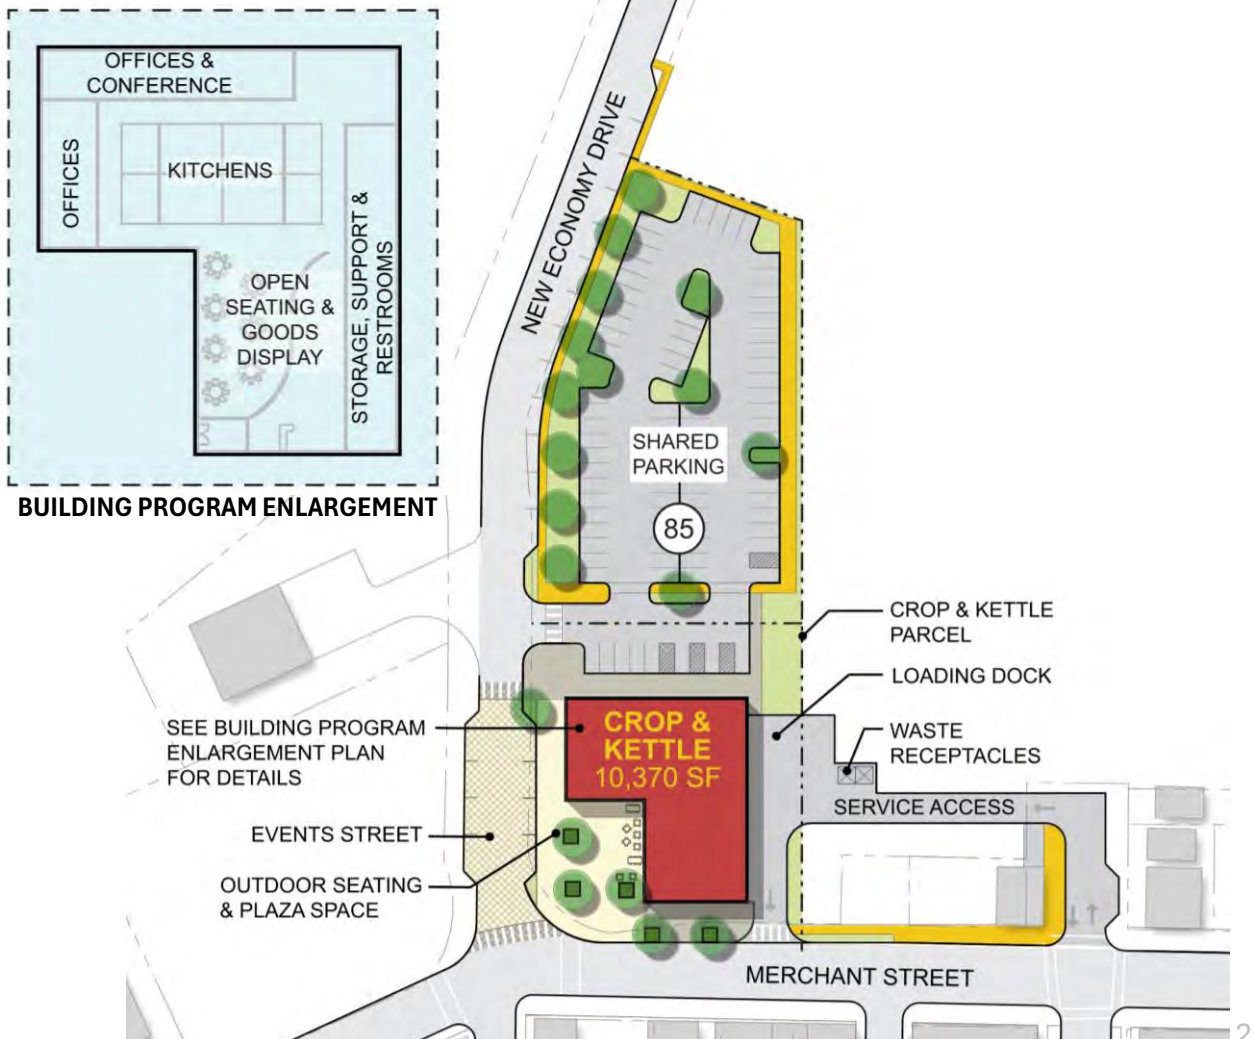 OFFICES &
CONFERENCE
OFFICES
KITCHENS
OPEN
SEATING &
GOODS
DISPLAY
STORAGE, SUPPORT &
RESTROOMS
BUILDING PROGRAM ENLARGEMENT
NEW ECONOMY DRIVE
SHARED
PARKING
85
CROP & KETTLE
PARCEL
LOADING DOCK
WASTE
RECEPTACLES
SERVICE ACCESS
CROP &
KETTLE
10,370 SF
SEE BUILDING PROGRAM
ENLARGEMENT PLAN
FOR DETAILS
EVENTS STREET
OUTDOOR SEATING
& PLAZA SPACE
MERCHANT STREET
2